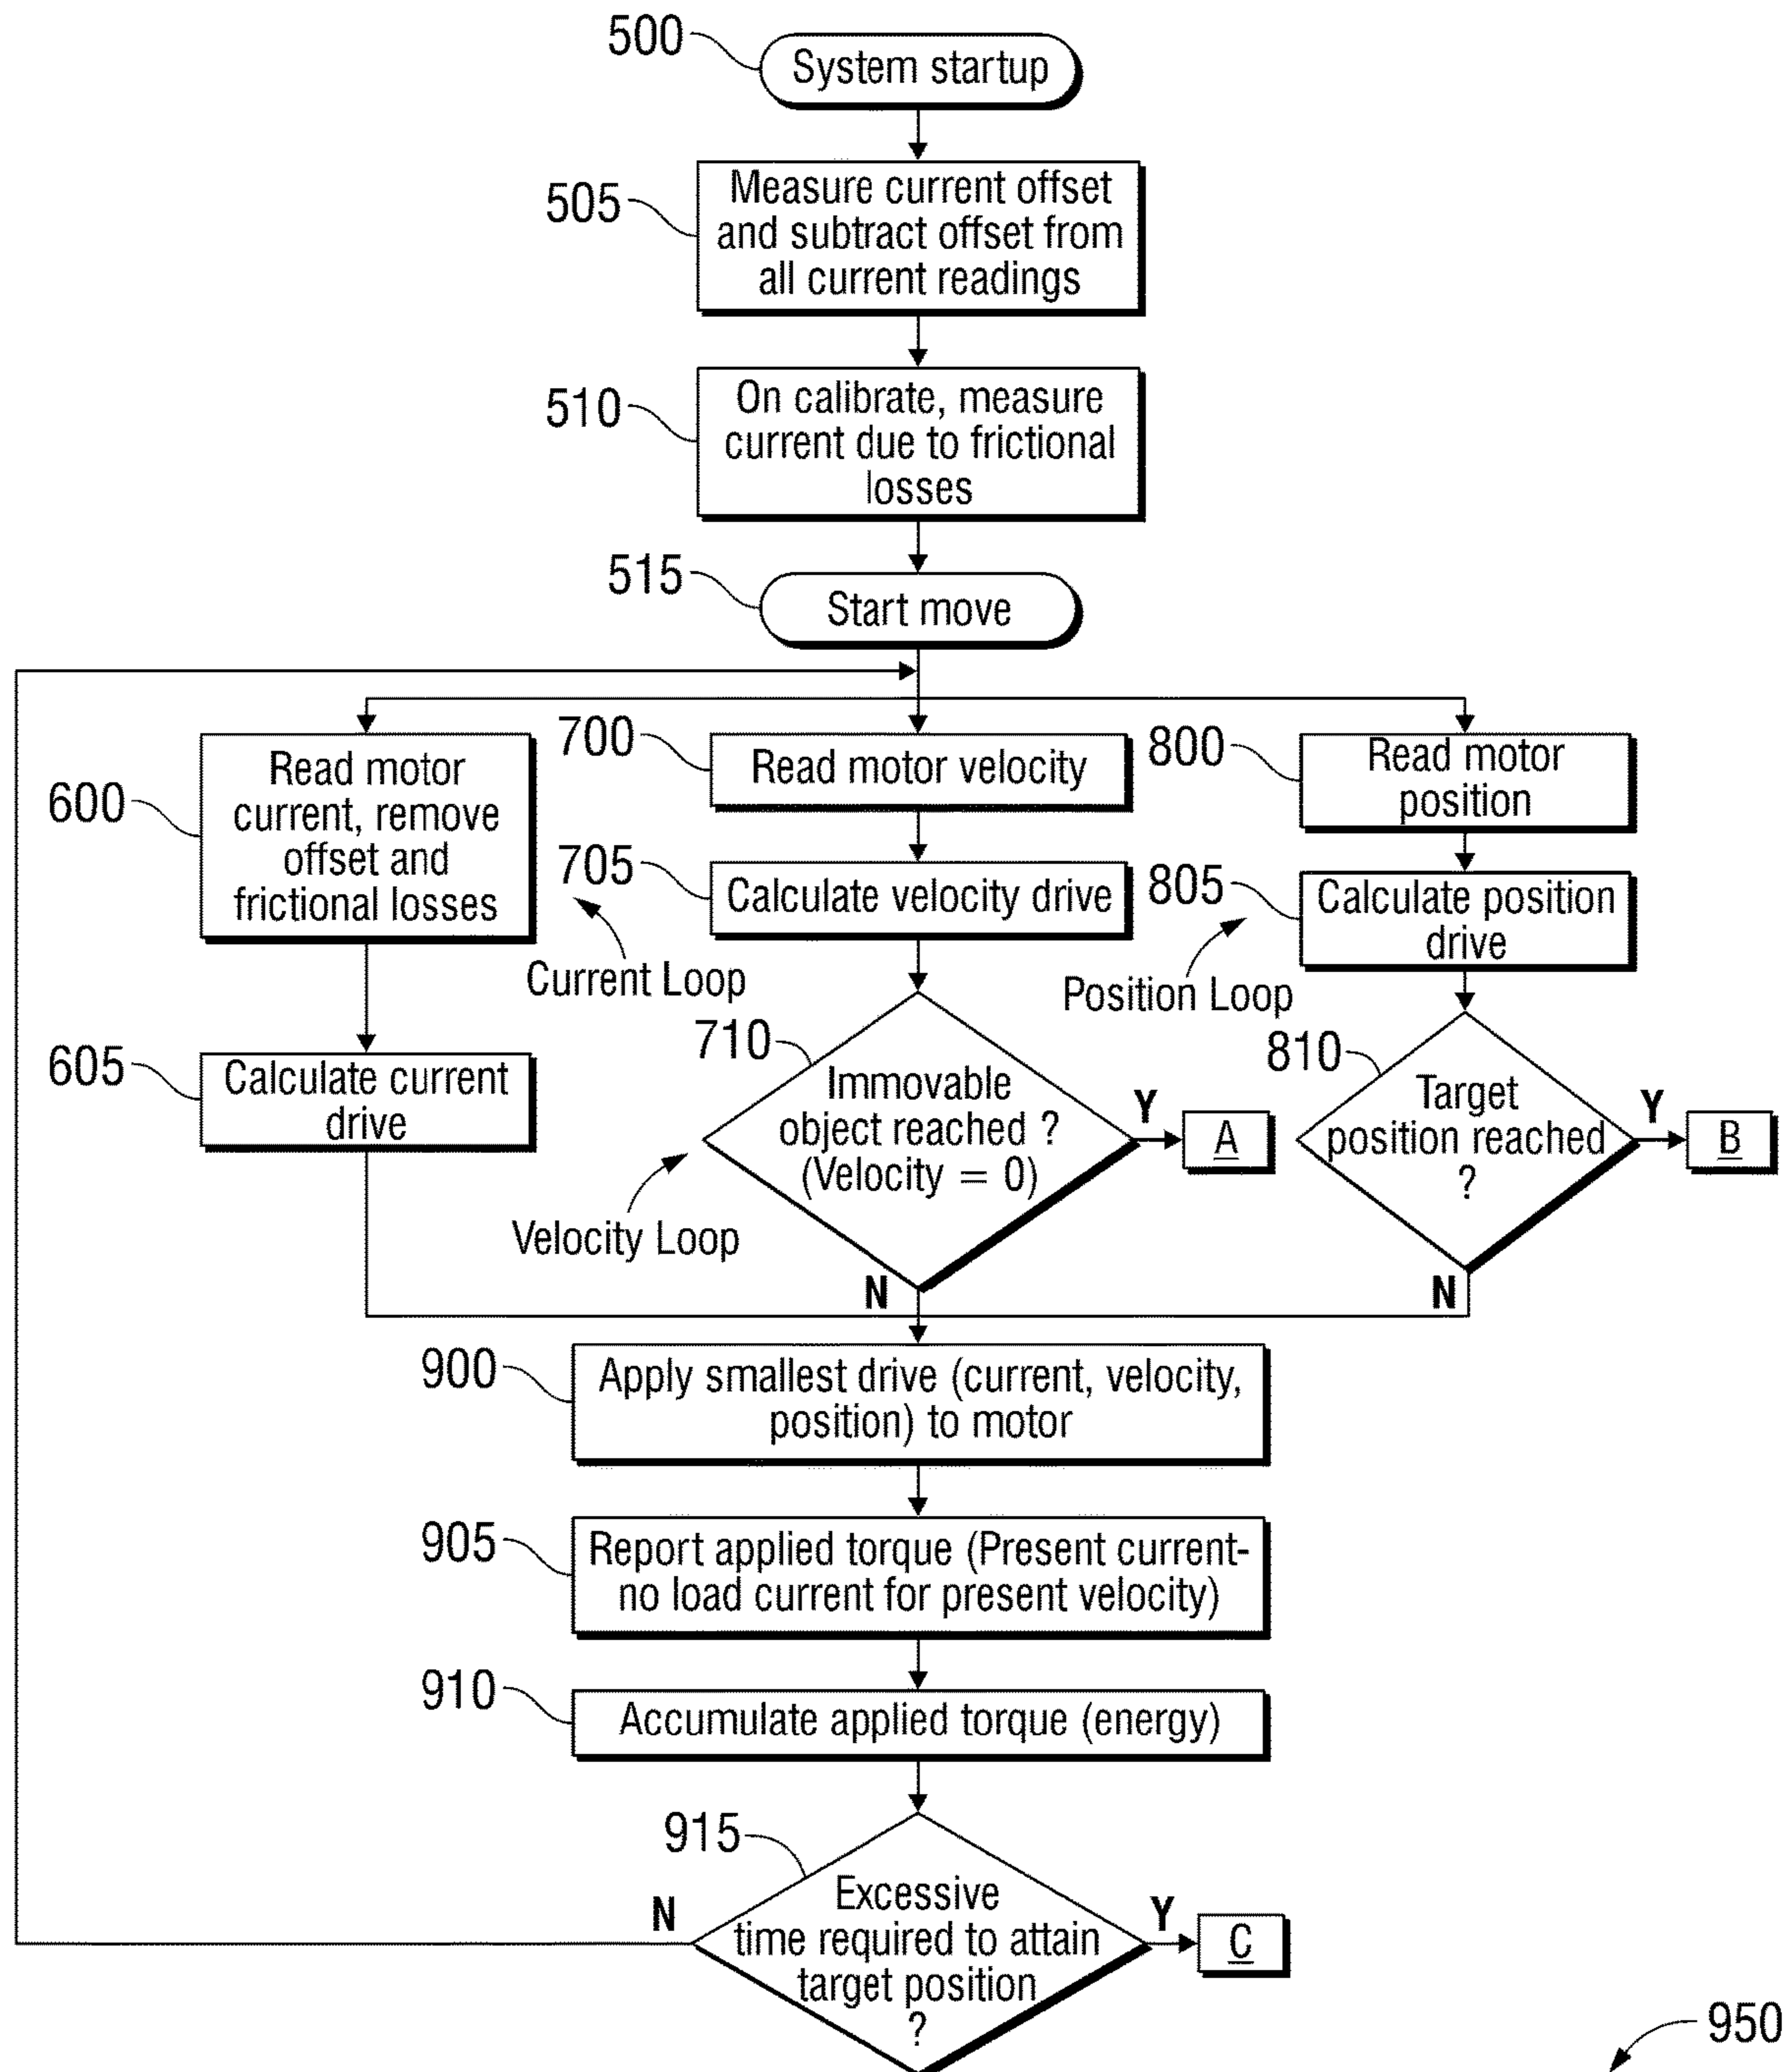 500
System startup
505
Measure current offset
and subtract offset from
all current readings
510
On calibrate, measure
current due to frictional
losses
515
Start move
600
Read motor
current, remove
offset and
frictional losses
605
Calculate current
drive
Current Loop
700
Read motor velocity
705
Calculate velocity drive
710
Immovable
object reached ?
(Velocity = 0)
Y
A
N
Velocity Loop
800
Read motor
position
805
Calculate position
drive
Position Loop
810
Target
position reached
?
Y
B
N
900
Apply smallest drive (current, velocity,
position) to motor
905
Report applied torque (Present current-
no load current for present velocity)
910
Accumulate applied torque (energy)
915
Excessive
time required to attain
target position
?
N
Y
C
950